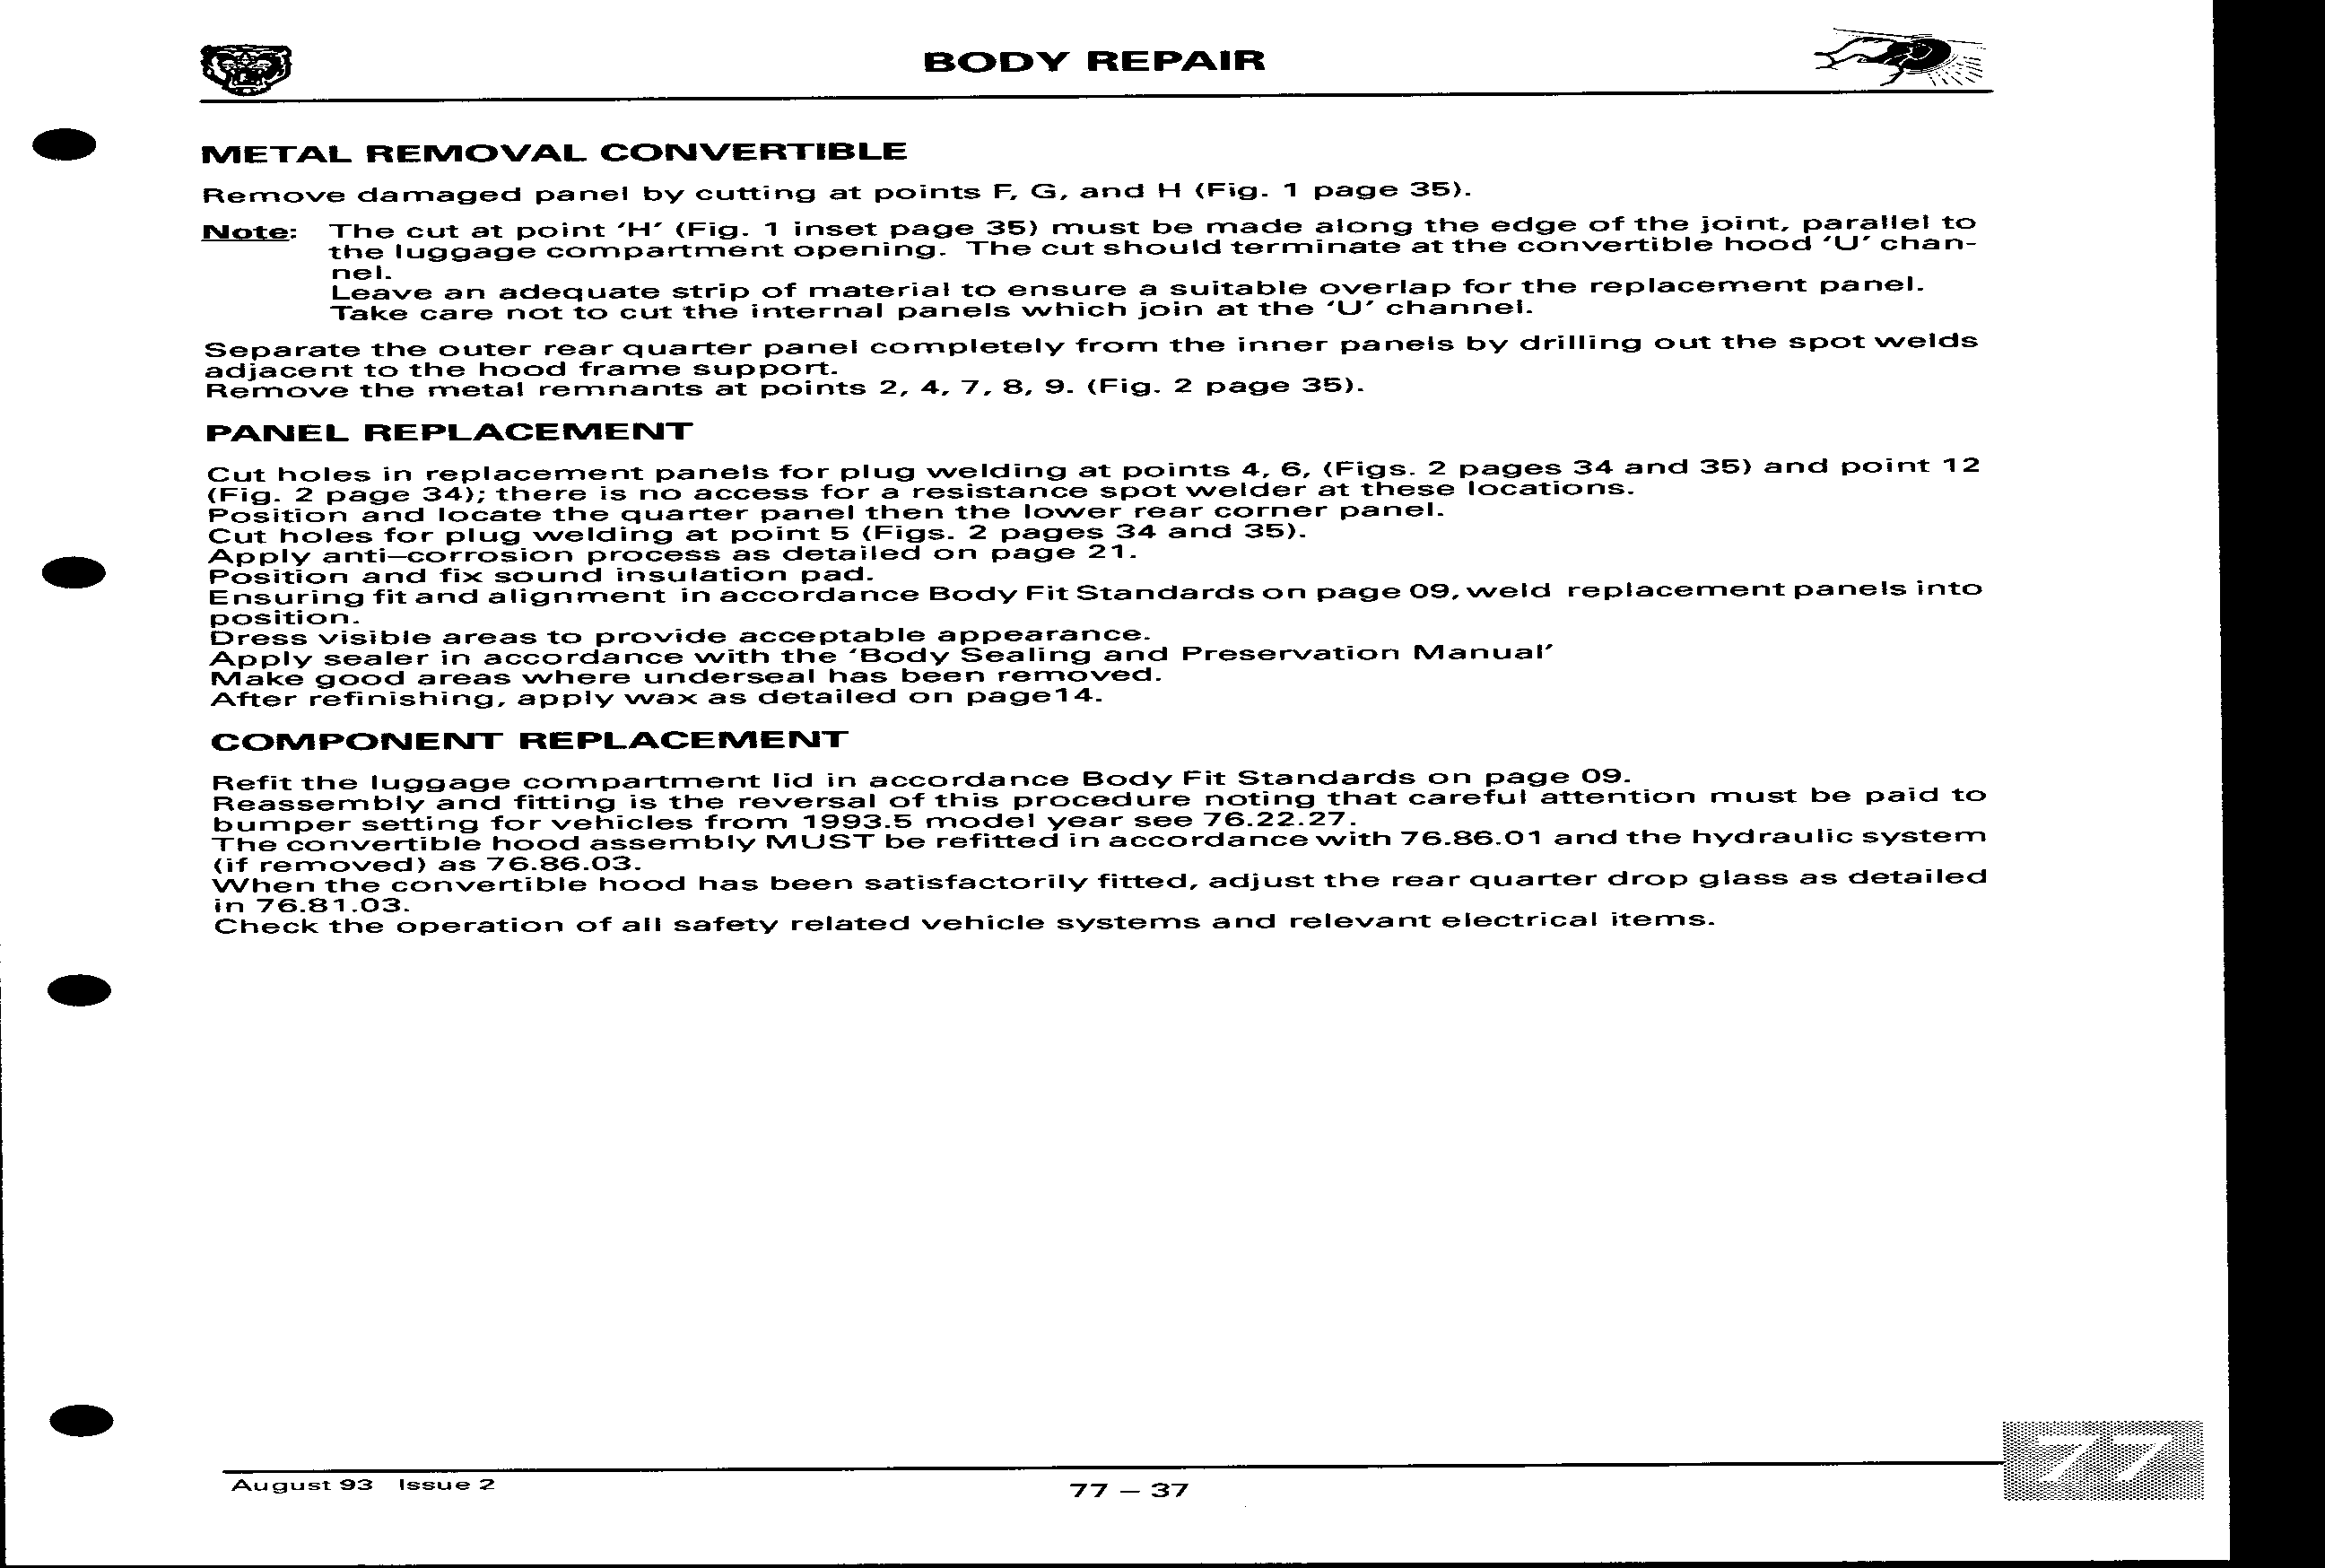 BODY REPAIR
METAL REMOVAL CONVERTIBLE
Remove damaged panel by cutting at points F, G, and H (Fig. 1 page 35).
Note: The cut at point 'H' (Fig. 1 inset page 35) must be made along the edge of the joint, parallel to
the luggage compartment opening. The cut should terminate at the convertible hood 'U' chan-
nel.
Leave an adequate strip of material to ensure a suitable overlap for the replacement panel.
Take care not to cut the internal panels which join at the 'U' channel.
Separate the outer rear quarter panel completely from the inner panels by drilling out the spot welds
adjacent to the hood frame support.
Remove the metal remnants at points 2, 4, 7, 8, 9. (Fig. 2 page 35).
PANEL REPLACEMENT
Cut holes in replacement panels for plug welding at points 4, 6, (Figs. 2 pages 34 and 35) and point 12
(Fig. 2 page 34); there is no access for a resistance spot welder at these locations.
Position and locate the quarter panel then the lower rear corner panel.
Cut holes for plug welding at point 5 (Figs. 2 pages 34 and 35).
Apply anti–corrosion process as detailed on page 21.
Position and fix sound insulation pad.
Ensuring fit and alignment in accordance Body Fit Standards on page 09, weld replacement panels into
position.
Dress visible areas to provide acceptable appearance.
Apply sealer in accordance with the 'Body Sealing and Preservation Manual'
Make good areas where underseal has been removed.
After refinishing, apply wax as detailed on page14.
COMPONENT REPLACEMENT
Refit the luggage compartment lid in accordance Body Fit Standards on page 09.
Reassembly and fitting is the reversal of this procedure noting that careful attention must be paid to
bumper setting for vehicles from 1993.5 model year see 76.22.27.
The convertible hood assembly MUST be refitted in accordance with 76.86.01 and the hydraulic system
(if removed) as 76.86.03.
When the convertible hood has been satisfactorily fitted, adjust the rear quarter drop glass as detailed
in 76.81.03.
Check the operation of all safety related vehicle systems and relevant electrical items.
August 93 Issue 2
77 – 37
77